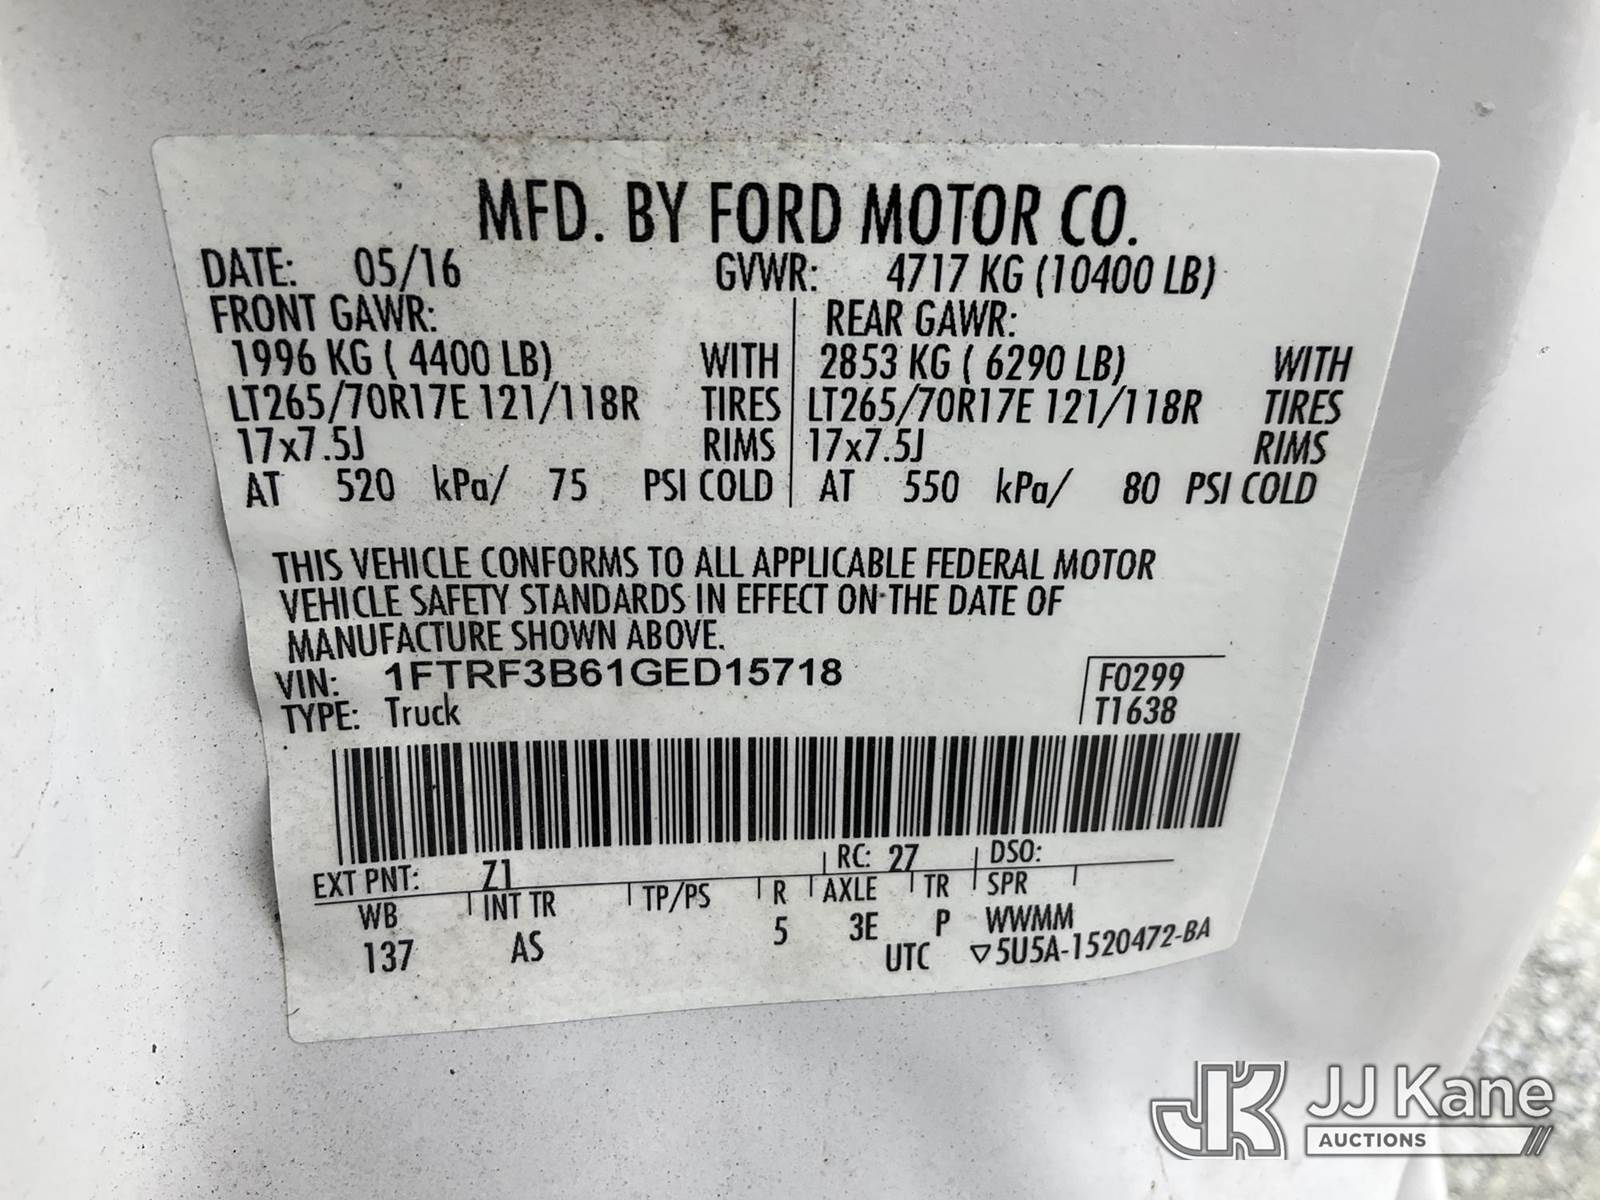 MFD. BY FORD MOTOR CO.
DATE: 05/16 GVWR: 4717 KG (10400 LB)
FRONT GAWR: REAR GAWR:
1996 KG ( 4400 LB) WITH 2853 KG ( 6290 LB) WITH
LT265/70R17E 121/118R TIRES LT265/70R17E 121/118R TIRES
17x7.5J RIMS 17x7.5J RIMS
AT 520 kPa/ 75 PSI COLD AT 550 kPa/ 80 PSI COLD
THIS VEHICLE CONFORMS TO ALL APPLICABLE FEDERAL MOTOR
VEHICLE SAFETY STANDARDS IN EFFECT ON THE DATE OF
MANUFACTURE SHOWN ABOVE.
VIN: 1FTRF3B61GED15718 F0299
TYPE: Truck T1638
EXT PNT: Z1 RC: 27 DSO:
WB INT TR TP/PS R AXLE TR SPR
137 AS 5 3E P WWMM
UTC ▽5U5A-1520472-BA
JK JJ Kane
AUCTIONS